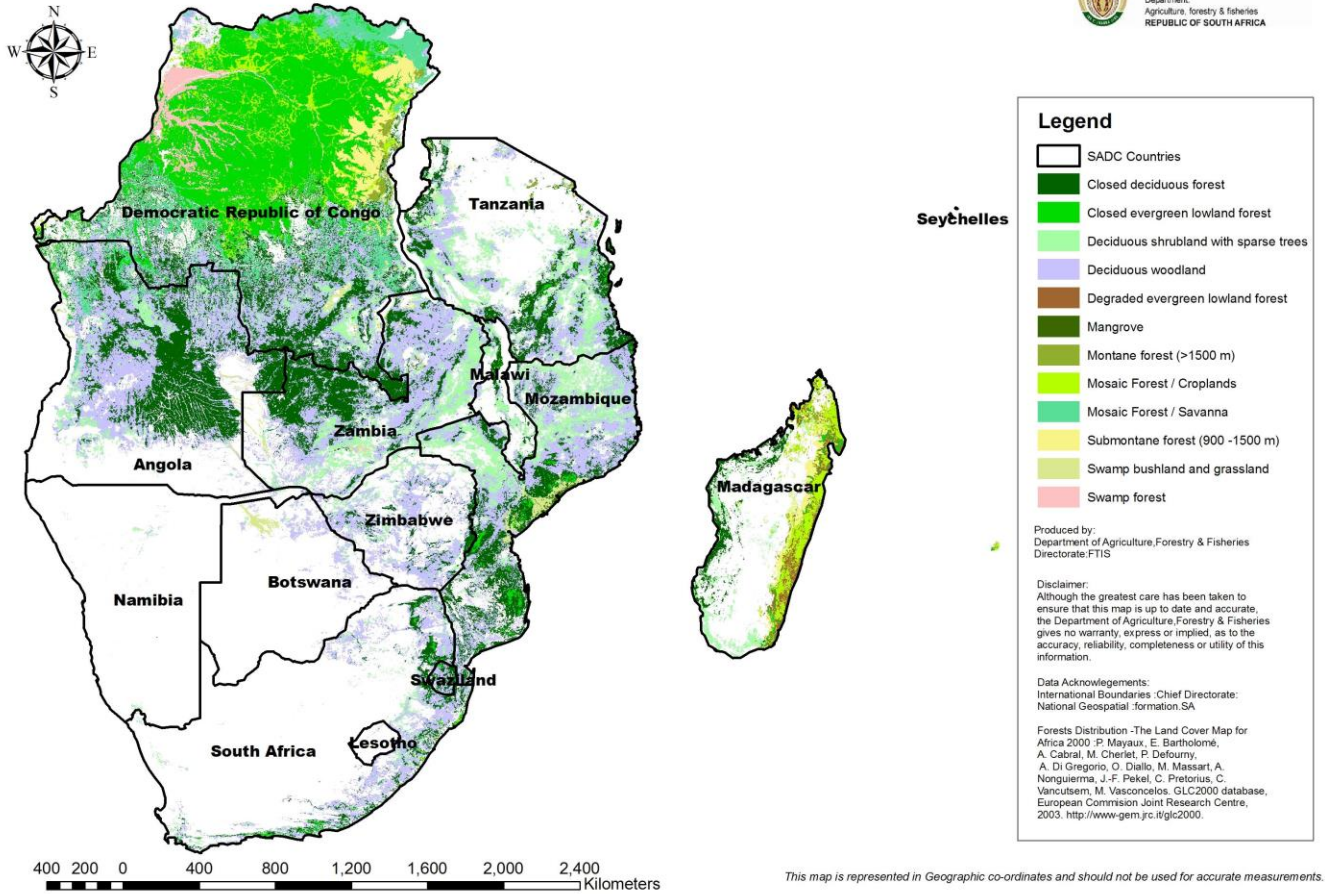 Department:
Agriculture, forestry & fisheries
REPUBLIC OF SOUTH AFRICA
N
W
E
S
Legend
SADC Countries
Closed deciduous forest
Closed evergreen lowland forest
Deciduous shrubland with sparse trees
Deciduous woodland
Degraded evergreen lowland forest
Mangrove
Montane forest (>1500 m)
Mosaic Forest / Croplands
Mosaic Forest / Savanna
Submontane forest (900 -1500 m)
Swamp bushland and grassland
Swamp forest
Democratic Republic of Congo
Tanzania
Seychelles
Malawi
Mozambique
Zambia
Angola
Madagascar
Zimbabwe
Botswana
Namibia
Swaziland
Lesotho
South Africa
Produced by:
Department of Agriculture,Forestry & Fisheries
Directorate:FTIS
Disclaimer:
Although the greatest care has been taken to
ensure that this map is up to date and accurate,
the Department of Agriculture,Forestry & Fisheries
gives no warranty, express or implied, as to the
accuracy, reliability, completeness or utility of this
information.
Data Acknowlegements:
International Boundaries :Chief Directorate:
National Geospatial :formation.SA
Forests Distribution -The Land Cover Map for
Africa 2000 :P. Mayaux, E. Bartholomé,
A. Cabral, M. Cherlet, P. Defourny,
A. Di Gregorio, O. Diallo, M. Massart, A.
Nonguierma, J.-F. Pekel, C. Pretorius, C.
Vancutsem, M. Vasconcelos. GLC2000 database,
European Commision Joint Research Centre,
2003. http://www-gem.jrc.it/glc2000.
400 200 0 400 800 1,200 1,600 2,000 2,400
Kilometers
This map is represented in Geographic co-ordinates and should not be used for accurate measurements.